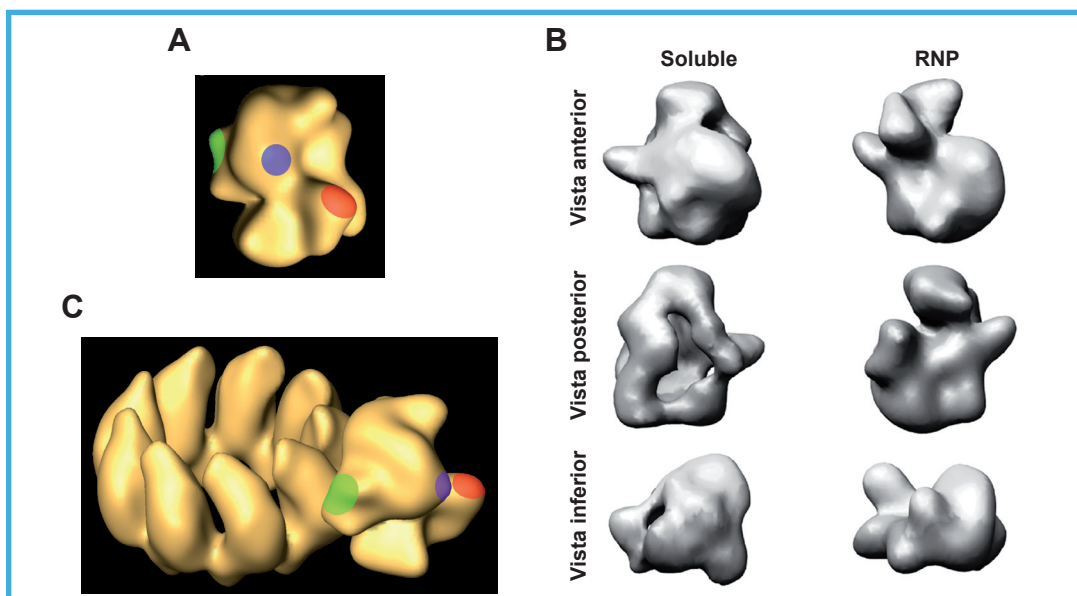 A
B
Soluble RNP
Vista anterior
Vista posterior
C
Vista inferior